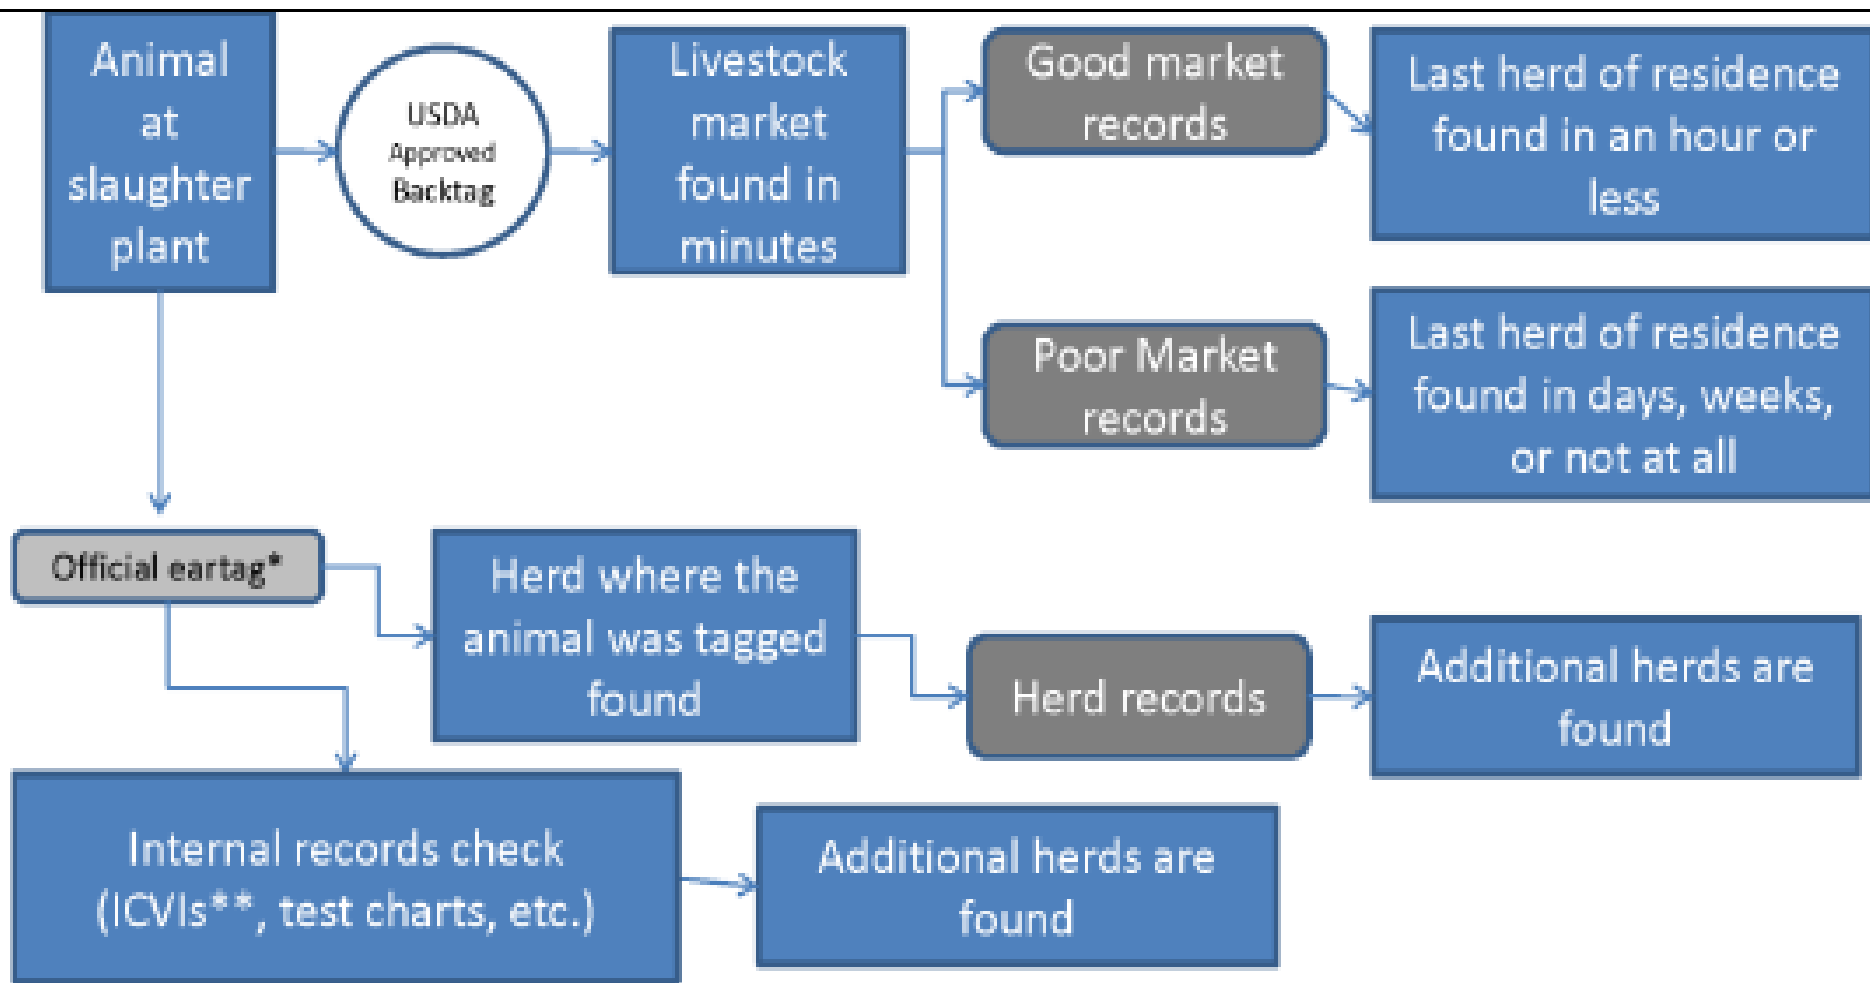 Animal
at
slaughter
plant
USDA
Approved
Backtag
Livestock
market
found in
minutes
Good market
records
Last herd of residence
found in an hour or
less
Poor Market
records
Last herd of residence
found in days, weeks,
or not at all
Official eartag*
Herd where the
animal was tagged
found
Herd records
Additional herds are
found
Internal records check
(ICVIs**, test charts, etc.)
Additional herds are
found